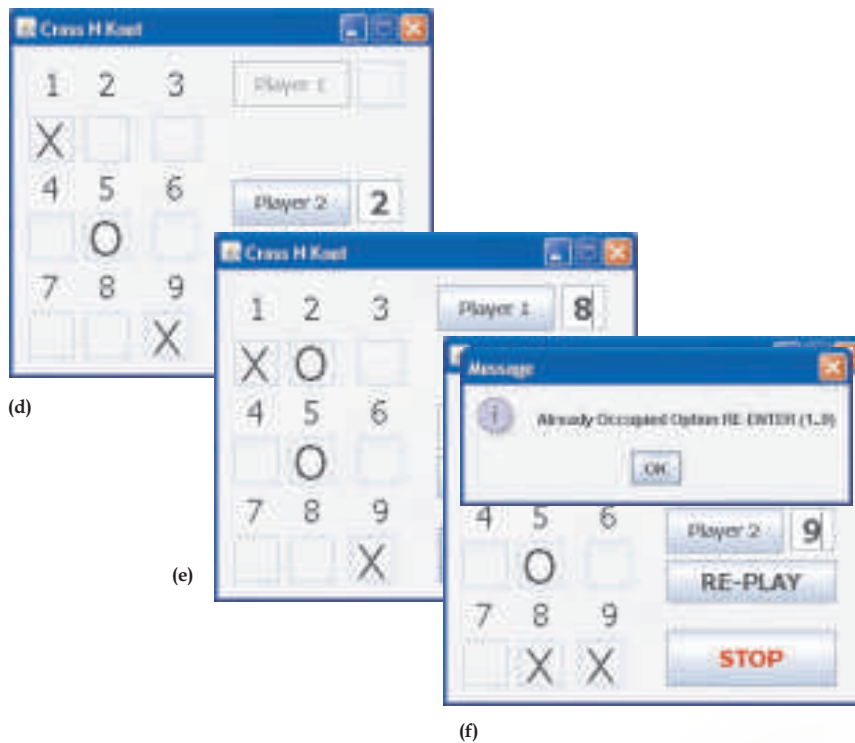 Cross N Knot
1 2 3
Player 1
X
4 5 6
Player 2 2
O
7 8 9
X
(d)
Cross N Knot
1 2 3
Player 1 8
X O
4 5 6
O
7 8 9
X
(e)
Message
Already Occupied Option RE-ENTER (1..9)
OK
4 5 6
Player 2 9
O
RE-PLAY
7 8 9
X X
STOP
(f)